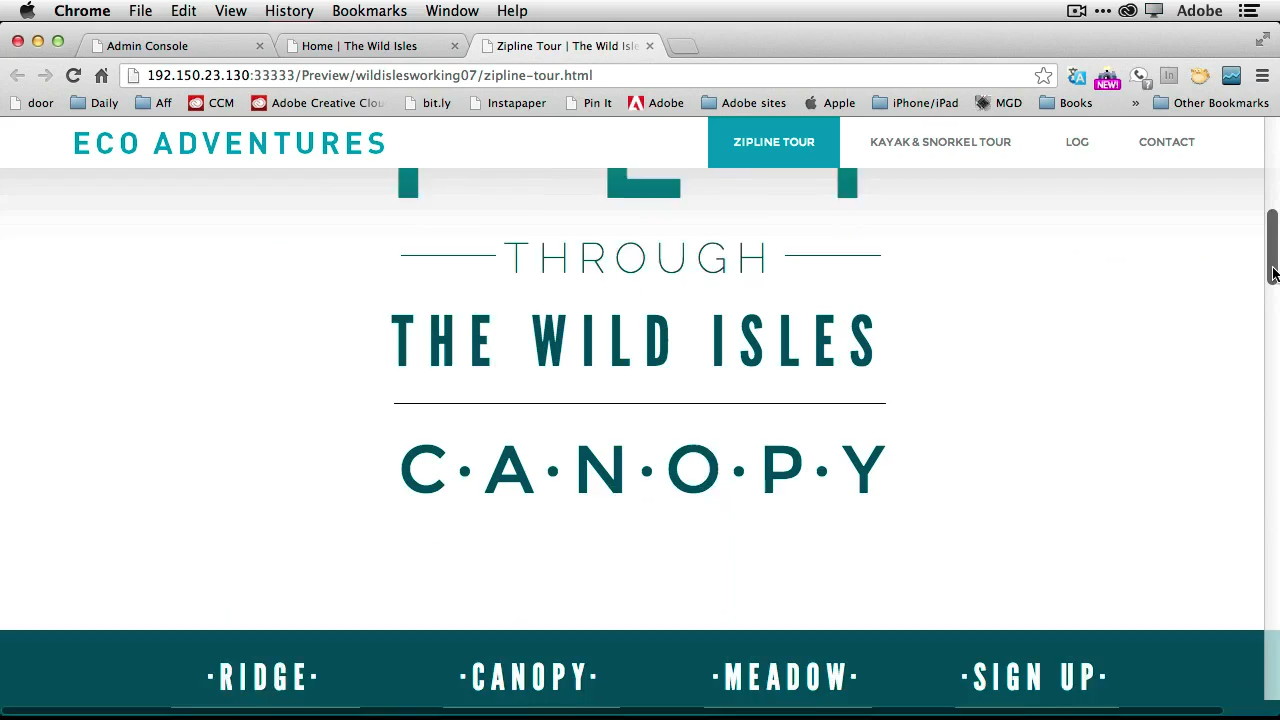 Chrome File Edit View History Bookmarks Window Help Adobe
Admin Console Home | The Wild Isles Zipline Tour | The Wild Isle
192.150.23.130:33333/Preview/wildislesworking07/zipline-tour.html NEW! In
door Daily Aff CCM Adobe Creative Clou bit.ly Instapaper Pin It Adobe Adobe sites Apple iPhone/iPad MGD Books » Other Bookmarks
ECO ADVENTURES ZIPLINE TOUR KAYAK & SNORKEL TOUR LOG CONTACT
THROUGH
THE WILD ISLES
C·A·N·O·P·Y
·RIDGE· ·CANOPY· ·MEADOW· ·SIGN UP·